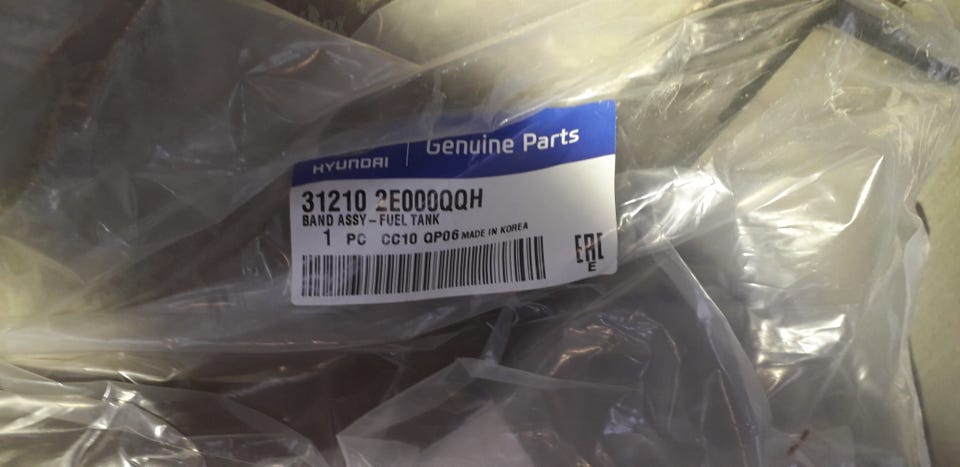 HYUNDAI | Genuine Parts
31210 2E000QQH
BAND ASSY-FUEL TANK
1 PC CC10 QP06 MADE IN KOREA
EAC
E